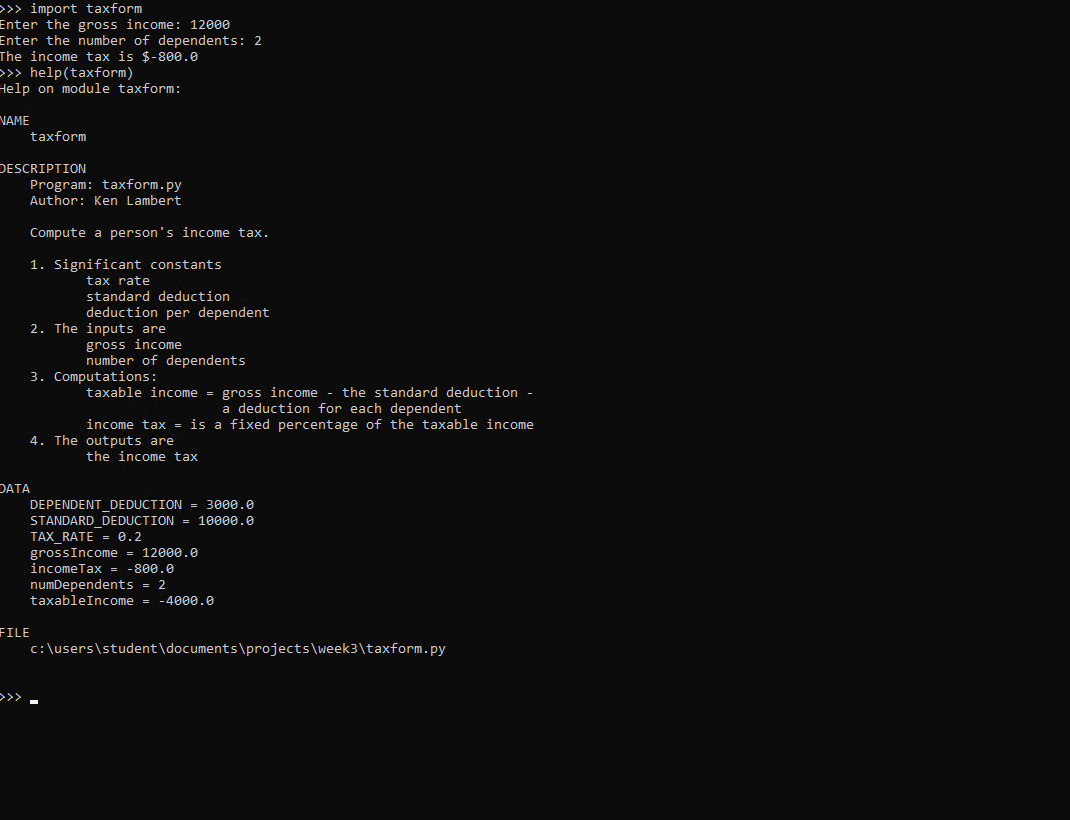 >>> import taxform
Enter the gross income: 12000
Enter the number of dependents: 2
The income tax is $-800.0
>>> help(taxform)
Help on module taxform:

NAME
    taxform

DESCRIPTION
    Program: taxform.py
    Author: Ken Lambert

    Compute a person's income tax.

    1. Significant constants
           tax rate
           standard deduction
           deduction per dependent
    2. The inputs are
           gross income
           number of dependents
    3. Computations:
           taxable income = gross income - the standard deduction -
                            a deduction for each dependent
           income tax = is a fixed percentage of the taxable income
    4. The outputs are
           the income tax

DATA
    DEPENDENT_DEDUCTION = 3000.0
    STANDARD_DEDUCTION = 10000.0
    TAX_RATE = 0.2
    grossIncome = 12000.0
    incomeTax = -800.0
    numDependents = 2
    taxableIncome = -4000.0

FILE
    c:\users\student\documents\projects\week3\taxform.py

>>>